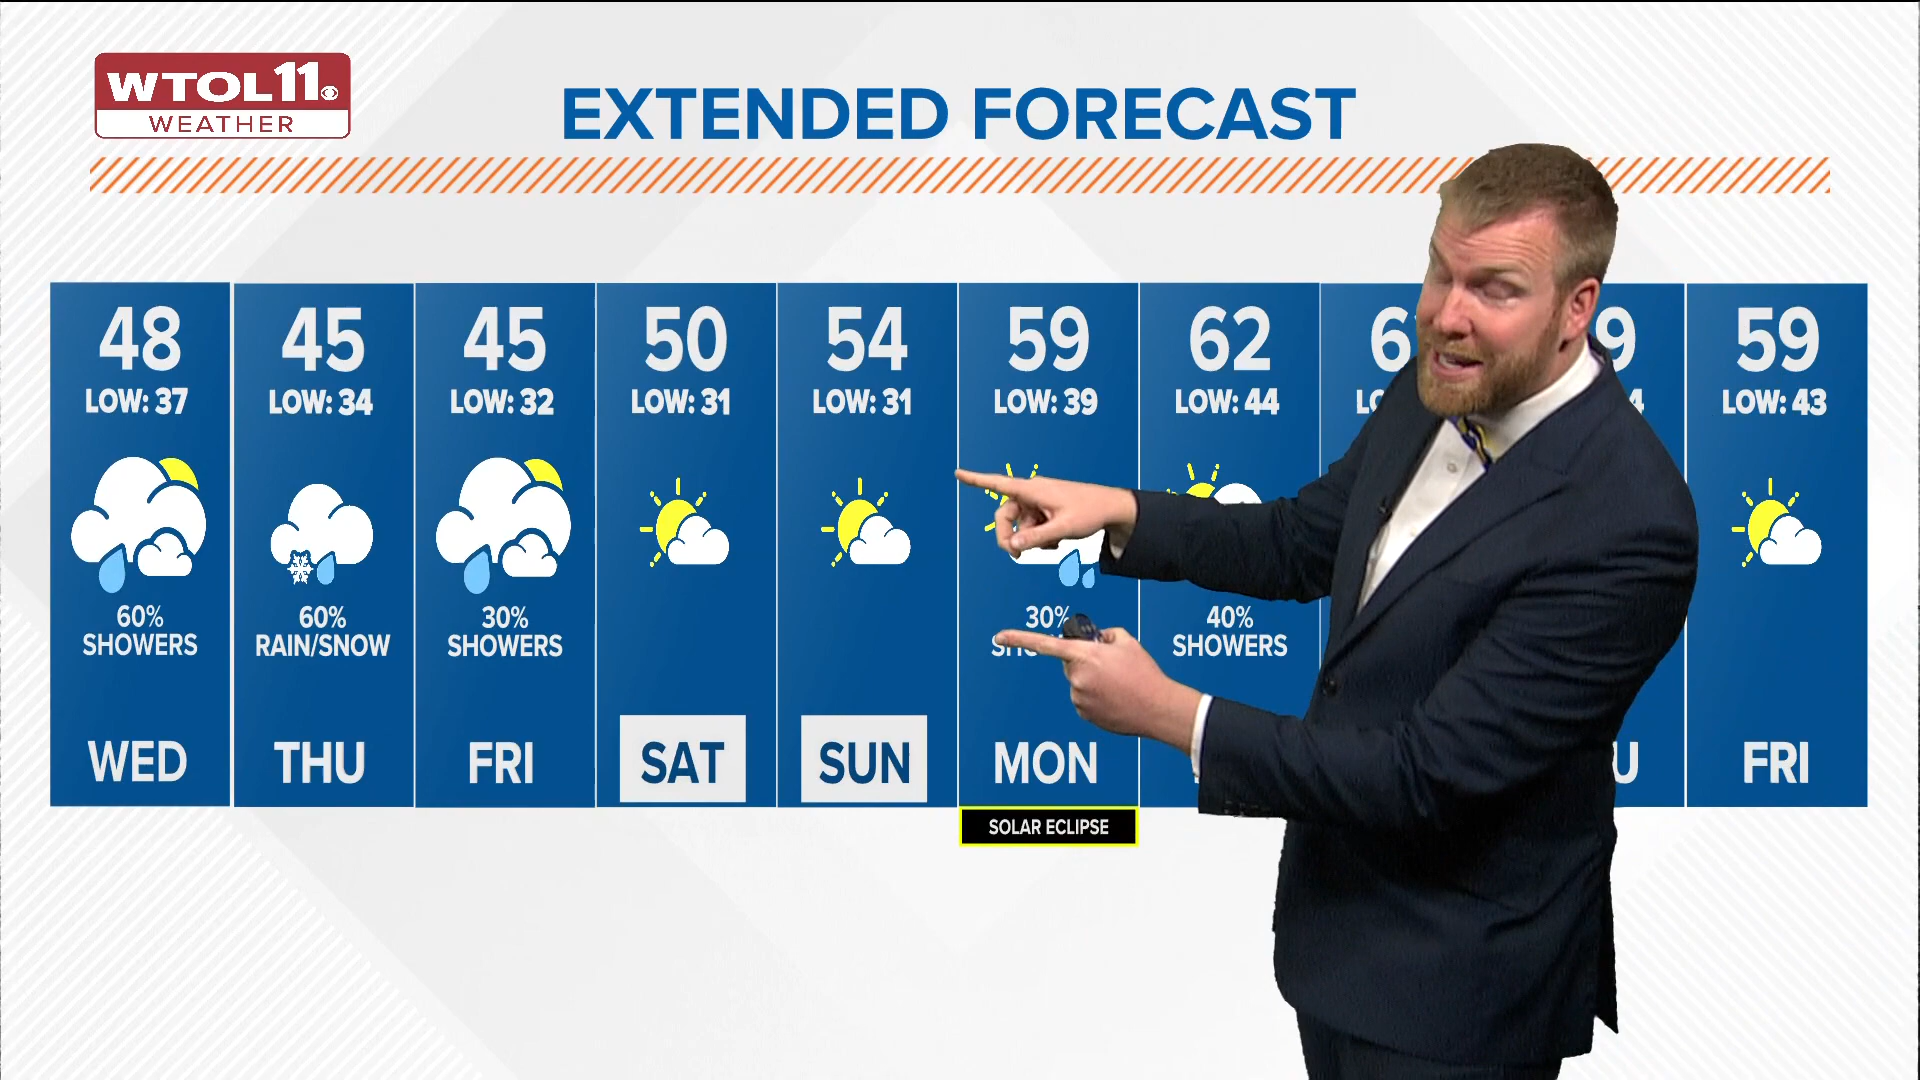 WTOL 11
WEATHER
EXTENDED FORECAST
48 45 45 50 54 59 62 59
LOW: 37 LOW: 34 LOW: 32 LOW: 31 LOW: 31 LOW: 39 LOW: 44 LOW: 43
60% 60% 30% 30% 40%
SHOWERS RAIN/SNOW SHOWERS SHOWERS
WED THU FRI SAT SUN MON FRI
SOLAR ECLIPSE